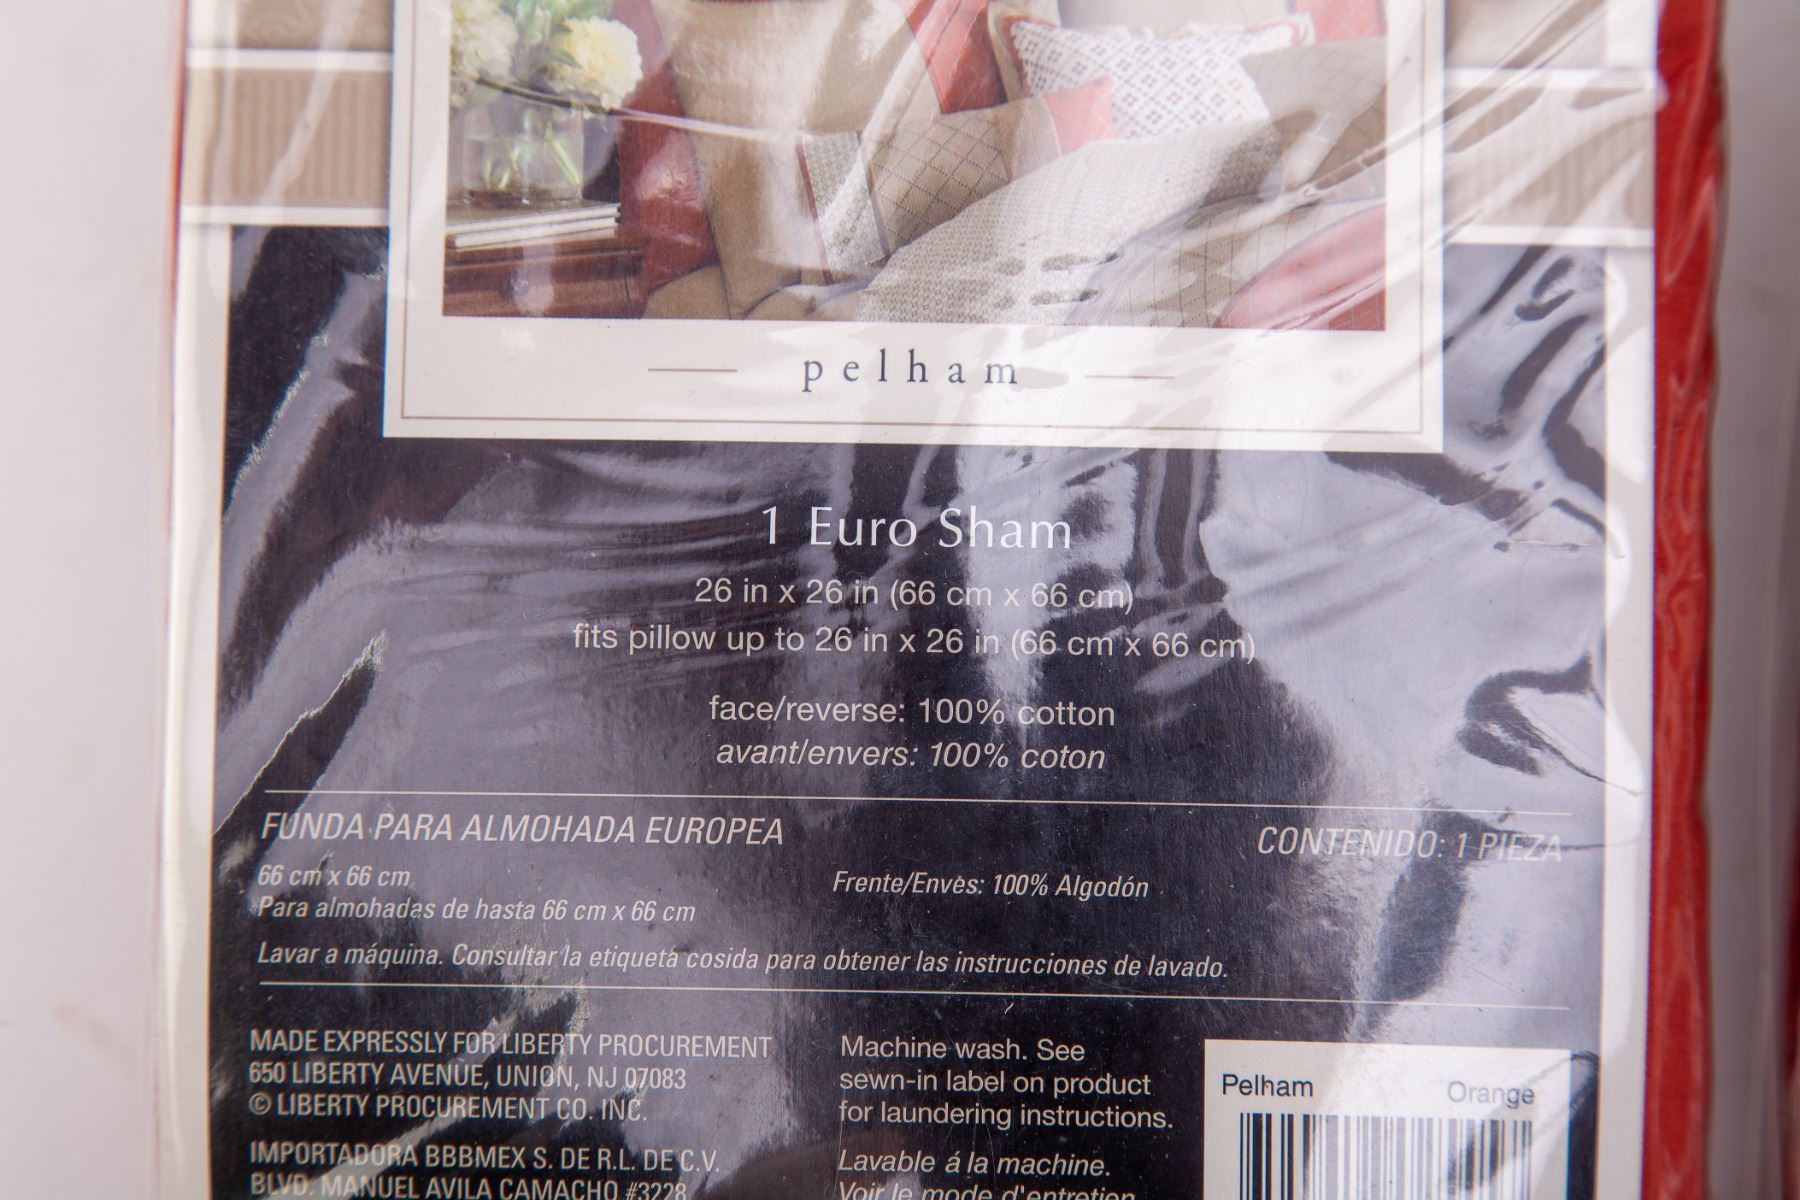 pelham
1 Euro Sham
26 in x 26 in (66 cm x 66 cm)
fits pillow up to 26 in x 26 in (66 cm x 66 cm)
face/reverse: 100% cotton
avant/envers: 100% coton
FUNDA PARA ALMOHADA EUROPEA
CONTENIDO: 1 PIEZA
66 cm x 66 cm
Para almohadas de hasta 66 cm x 66 cm
Frente/Envés: 100% Algodón
Lavar a máquina. Consultar la etiqueta cosida para obtener las instrucciones de lavado.
MADE EXPRESSLY FOR LIBERTY PROCUREMENT
650 LIBERTY AVENUE, UNION, NJ 07083
© LIBERTY PROCUREMENT CO. INC.
IMPORTADORA BBBMEX S. DE R.L. DE C.V.
BLVD. MANUEL AVILA CAMACHO #3228
Machine wash. See
sewn-in label on product
for laundering instructions.
Lavable á la machine.
Voir le mode d'entretien
Pelham Orange